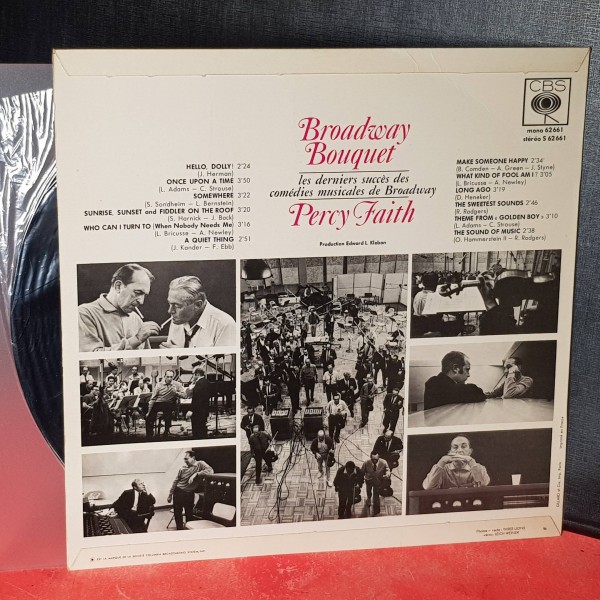 CBS
mono 62661
stéréo S 62661
Broadway
Bouquet
les derniers succès des
comédies musicales de Broadway
Percy Faith
Production Edward L. Kleban
HELLO, DOLLY! 2'24
(J. Herman)
ONCE UPON A TIME 3'50
(L. Adams – C. Strouse)
SOMEWHERE 3'22
(S. Sondheim – L. Bernstein)
SUNRISE, SUNSET and FIDDLER ON THE ROOF 3'20
(S. Harnick – J. Bock)
WHO CAN I TURN TO (When Nobody Needs Me) 3'16
(L. Bricusse – A. Newley)
A QUIET THING 2'51
(J. Kander – F. Ebb)
MAKE SOMEONE HAPPY 2'34
(B. Comden – A. Green – J. Styne)
WHAT KIND OF FOOL AM I? 3'05
(L. Bricusse – A. Newley)
LONG AGO 3'19
(D. Heneker)
THE SWEETEST SOUNDS 2'46
(R. Rodgers)
THEME FROM « GOLDEN BOY » 3'10
(L. Adams – C. Strouse)
THE SOUND OF MUSIC 2'38
(O. Hammerstein II – R. Rodgers)